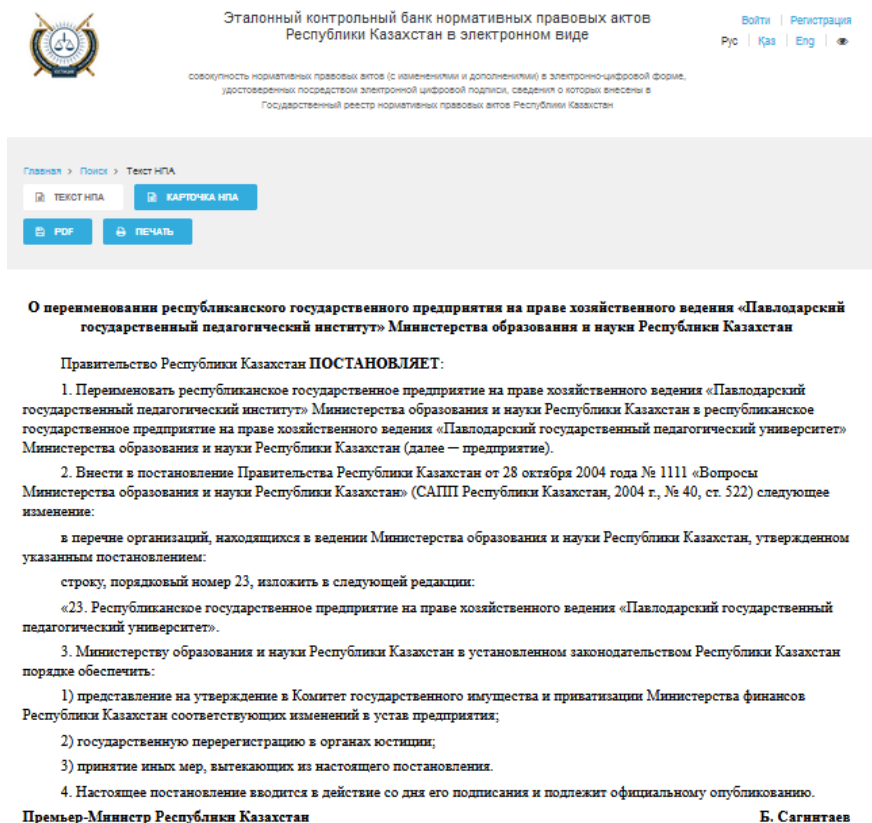 Эталонный контрольный банк нормативных правовых актов
Республики Казахстан в электронном виде
Войти | Регистрация
Рус | Қаз | Eng
совокупность нормативных правовых актов (с изменениями и дополнениями) в электронно-цифровой форме,
удостоверенных посредством электронной цифровой подписи, сведения о которых внесены в
Государственный реестр нормативных правовых актов Республики Казахстан
Главная > Поиск > Текст НПА
ТЕКСТ НПА
КАРТОЧКА НПА
PDF
ПЕЧАТЬ
О переименовании республиканского государственного предприятия на праве хозяйственного ведения «Павлодарский
государственный педагогический институт» Министерства образования и науки Республики Казахстан
Правительство Республики Казахстан ПОСТАНОВЛЯЕТ:
1. Переименовать республиканское государственное предприятие на праве хозяйственного ведения «Павлодарский
государственный педагогический институт» Министерства образования и науки Республики Казахстан в республиканское
государственное предприятие на праве хозяйственного ведения «Павлодарский государственный педагогический университет»
Министерства образования и науки Республики Казахстан (далее — предприятие).
2. Внести в постановление Правительства Республики Казахстан от 28 октября 2004 года № 1111 «Вопросы
Министерства образования и науки Республики Казахстан» (САПП Республики Казахстан, 2004 г., № 40, ст. 522) следующее
изменение:
в перечне организаций, находящихся в ведении Министерства образования и науки Республики Казахстан, утвержденном
указанным постановлением:
строку, порядковый номер 23, изложить в следующей редакции:
«23. Республиканское государственное предприятие на праве хозяйственного ведения «Павлодарский государственный
педагогический университет».
3. Министерству образования и науки Республики Казахстан в установленном законодательством Республики Казахстан
порядке обеспечить:
1) представление на утверждение в Комитет государственного имущества и приватизации Министерства финансов
Республики Казахстан соответствующих изменений в устав предприятия;
2) государственную перерегистрацию в органах юстиции;
3) принятие иных мер, вытекающих из настоящего постановления.
4. Настоящее постановление вводится в действие со дня его подписания и подлежит официальному опубликованию.
Премьер-Министр Республики Казахстан Б. Сагинтаев